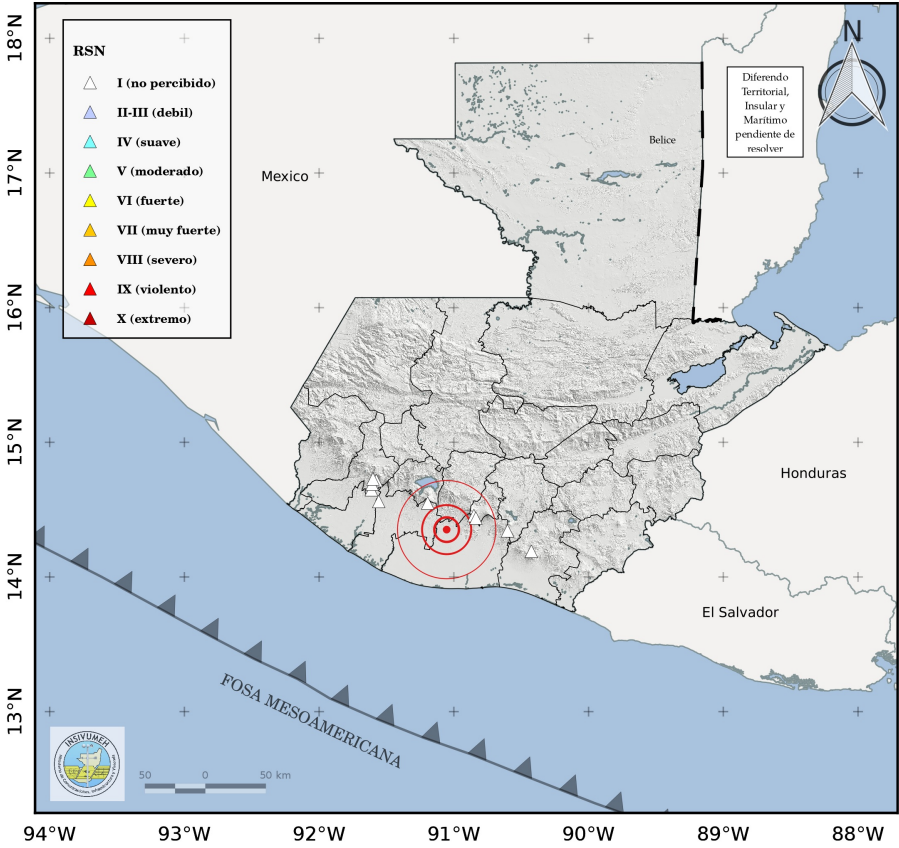 18°N
17°N
16°N
15°N
14°N
13°N
RSN
I (no percibido)
II-III (debil)
IV (suave)
V (moderado)
VI (fuerte)
VII (muy fuerte)
VIII (severo)
IX (violento)
X (extremo)
N
Diferendo
Territorial,
Insular y
Marítimo
pendiente de
resolver
Belice
Mexico
Honduras
El Salvador
FOSA MESOAMERICANA
INSIVUMEH
50 0 50 km
94°W 93°W 92°W 91°W 90°W 89°W 88°W